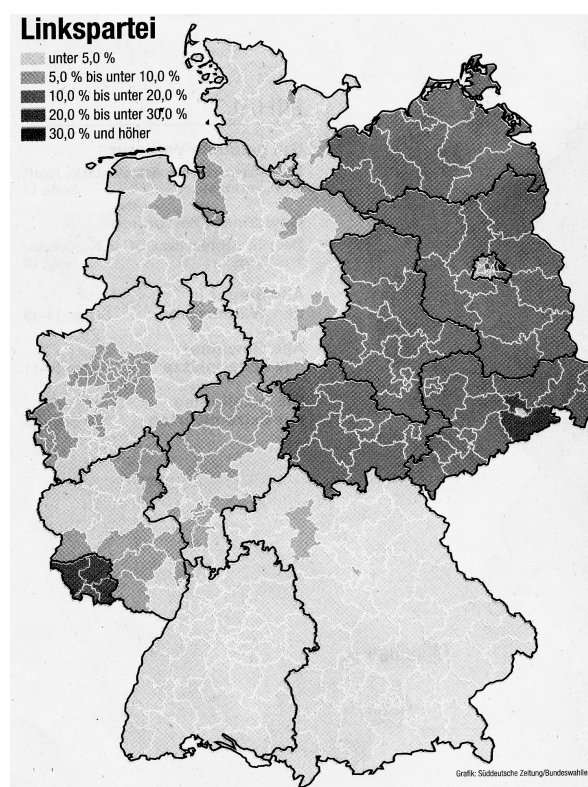 Linkspartei
unter 5,0 %
5,0 % bis unter 10,0 %
10,0 % bis unter 20,0 %
20,0 % bis unter 30,0 %
30,0 % und höher
Grafik: Süddeutsche Zeitung/Bundeswahlle